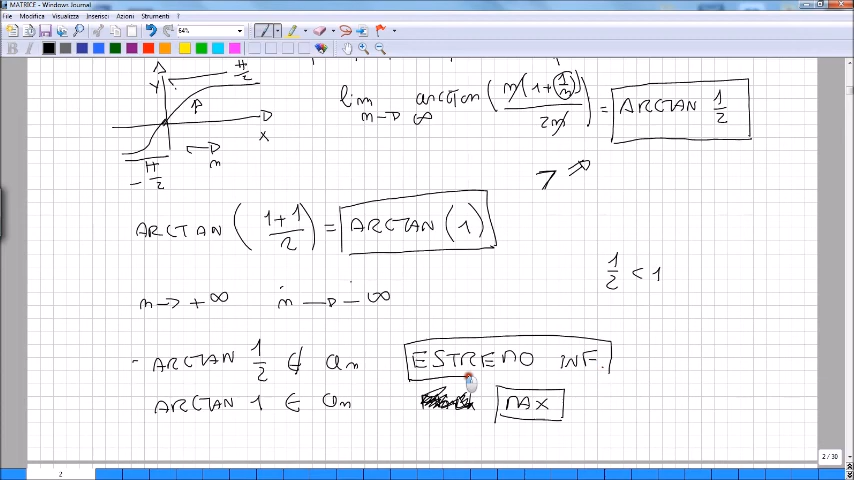 MATRICE - Windows Journal
File Modifica Visualizza Inserisci Azioni Strumenti ?
64%
Y π/2
lim n→∞ arctan (n(1+(1/n))/2n) = ARCTAN 1/2
X
n
- π/2
ARCTAN (1+1/2) = ARCTAN (1)
1/2 < 1
n → +∞ n → -∞
- ARCTAN 1/2 ∉ an ESTREMO INF.
ARCTAN 1 ∈ an MAX
2 / 30
2